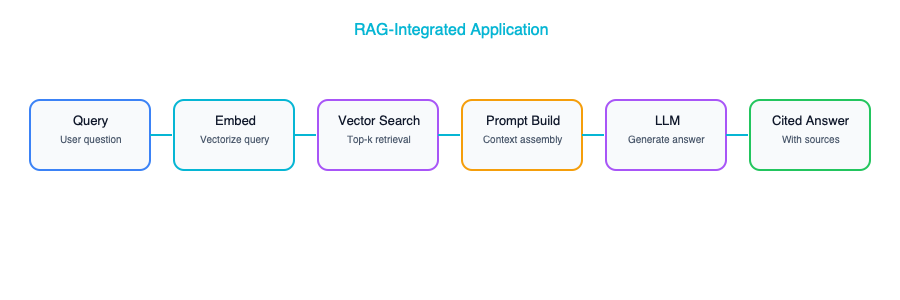 RAG-Integrated Application
Query
User question
Embed
Vectorize query
Vector Search
Top-k retrieval
Prompt Build
Context assembly
LLM
Generate answer
Cited Answer
With sources